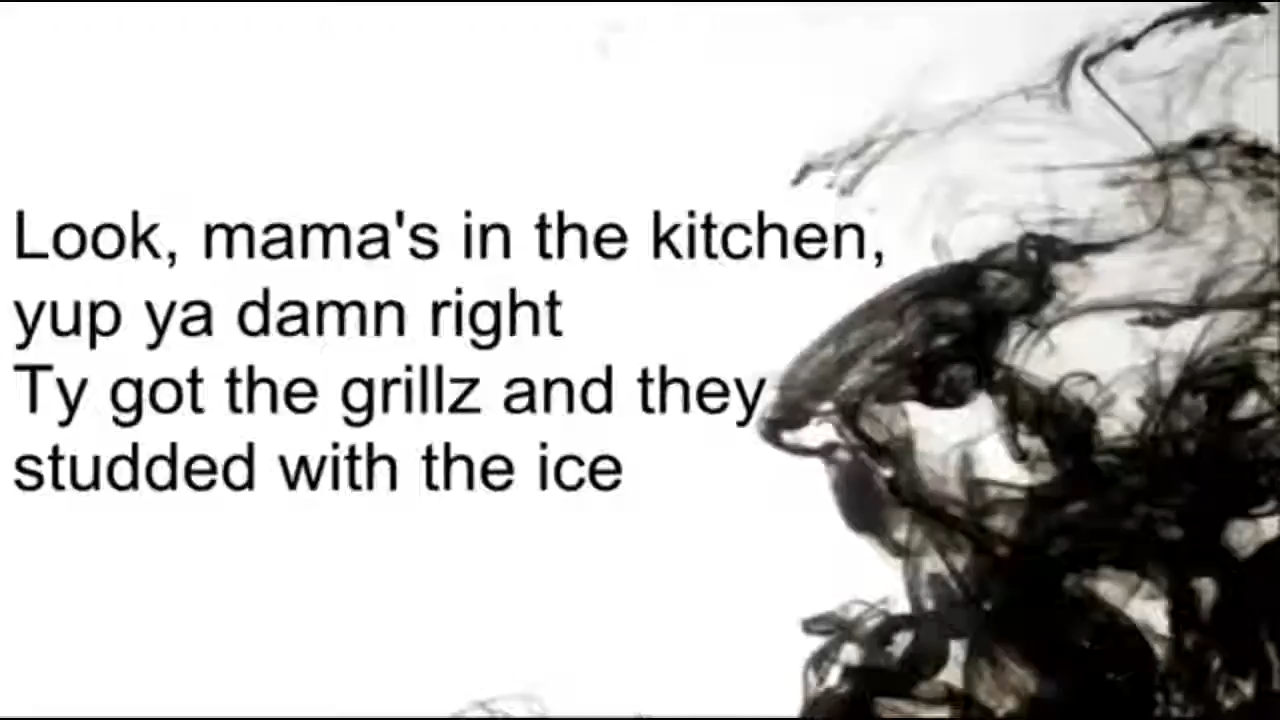 Look, mama's in the kitchen,
yup ya damn right
Ty got the grillz and they
studded with the ice